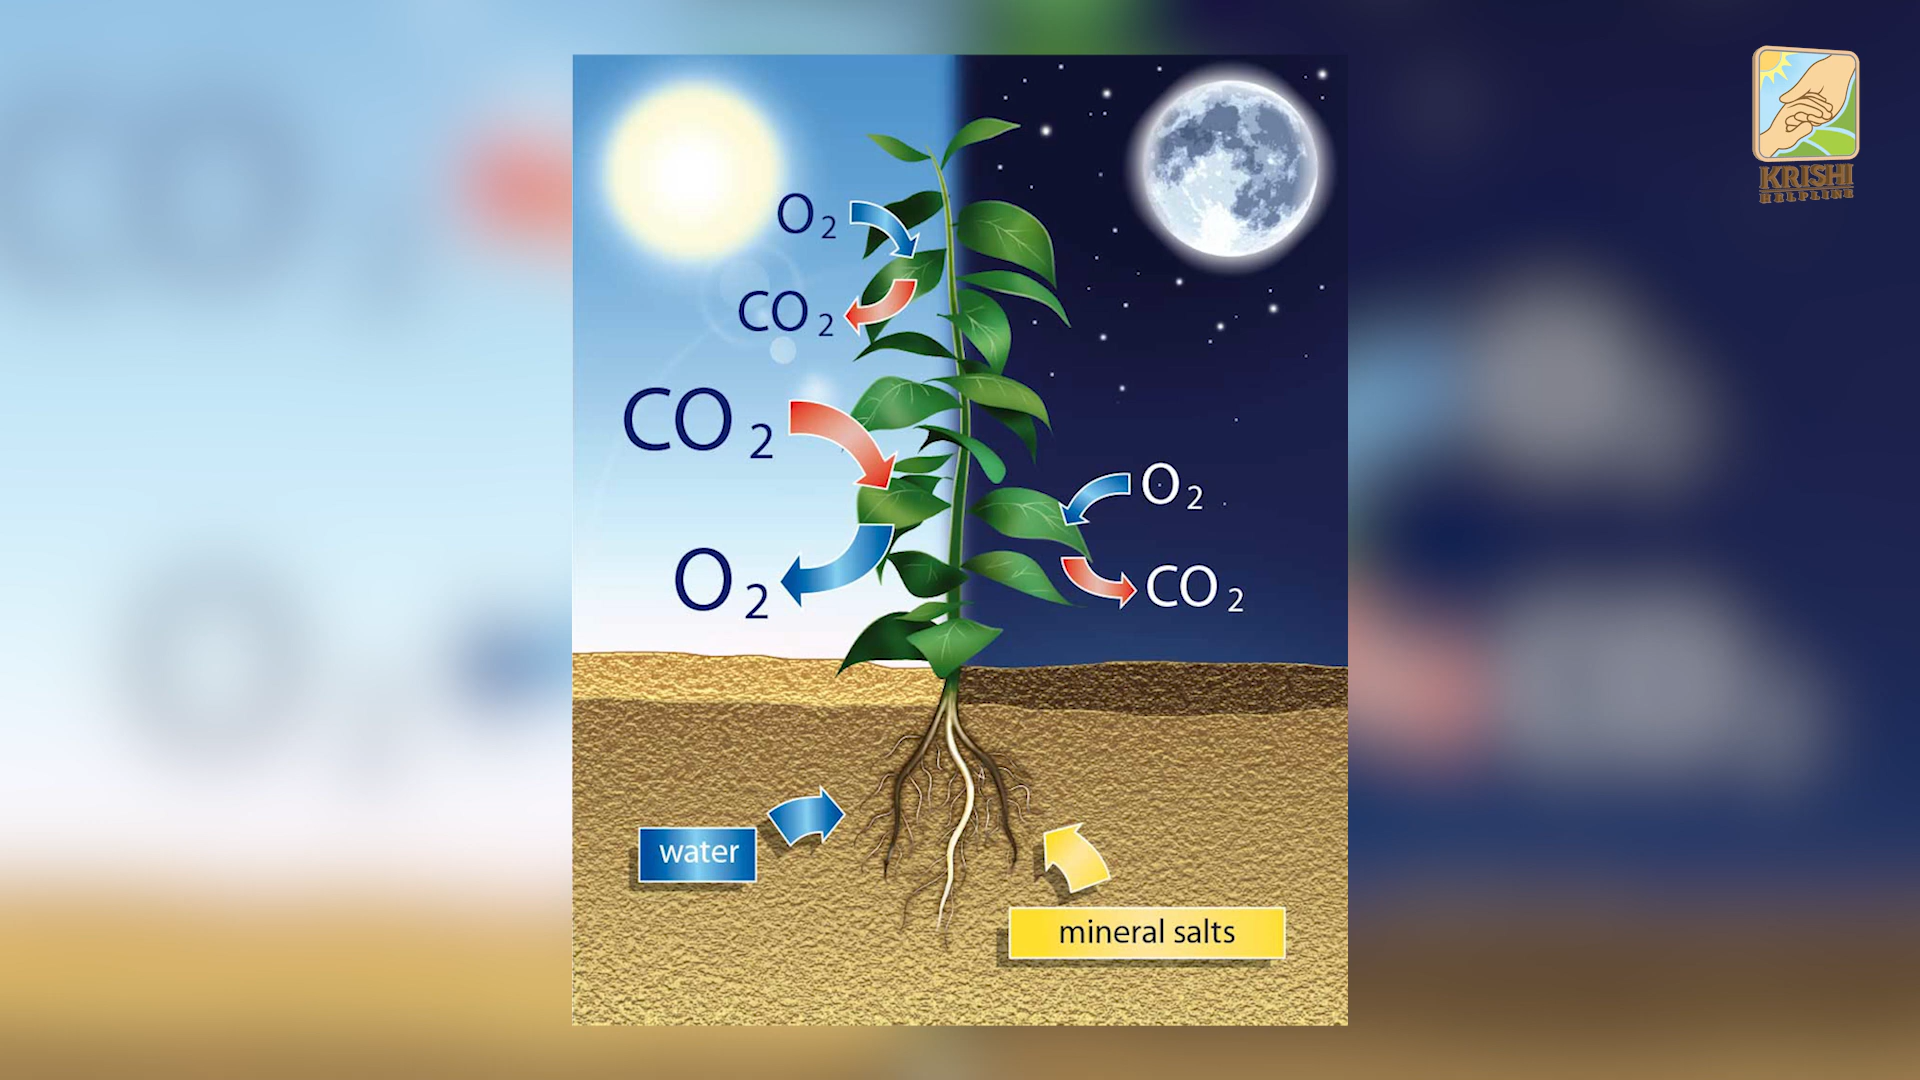 KRISHI
HELPLINE
O2
CO2
CO2
O2
O2
CO2
water
mineral salts